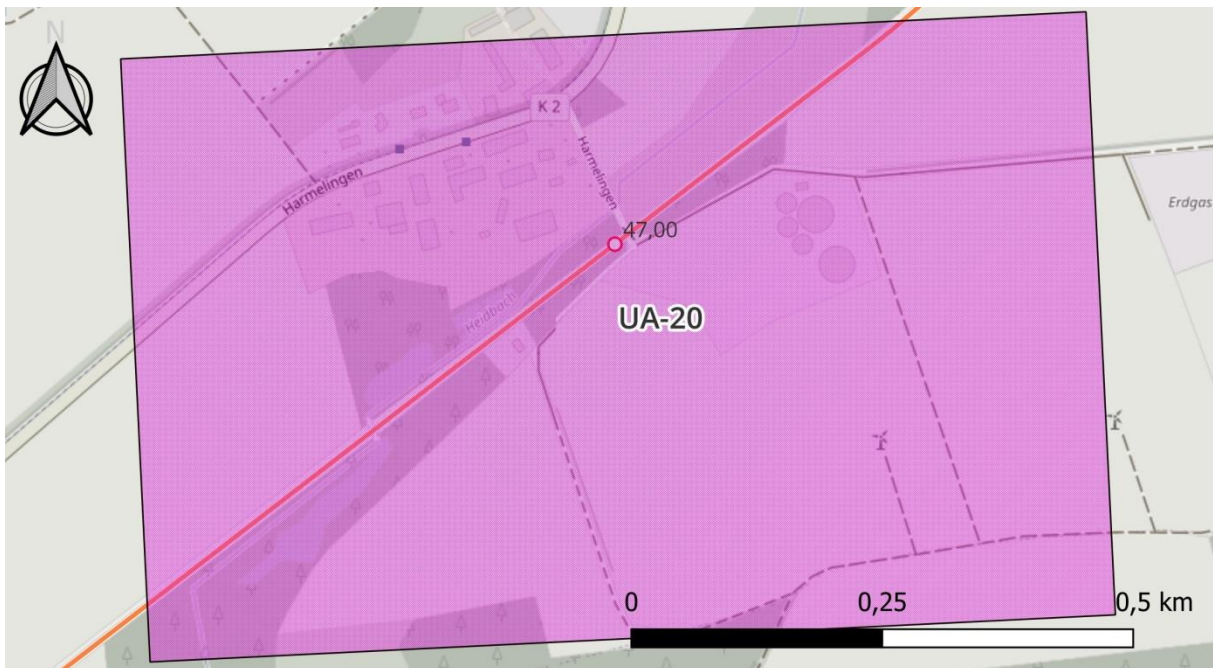 N
K 2
Harmelingen
Harmelingen
Erdgas
47,00
Heidbach
UA-20
0
0,25
0,5 km